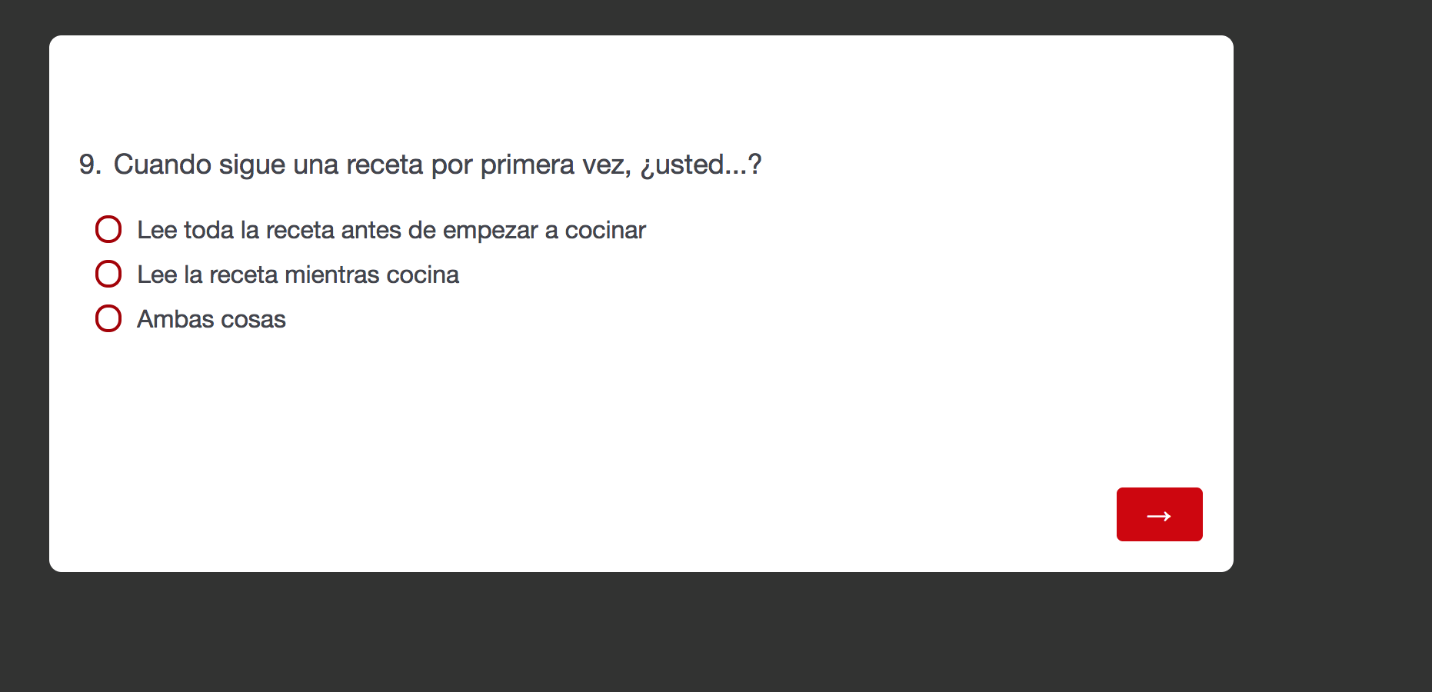 9. Cuando sigue una receta por primera vez, ¿usted...?
Lee toda la receta antes de empezar a cocinar
Lee la receta mientras cocina
Ambas cosas
→